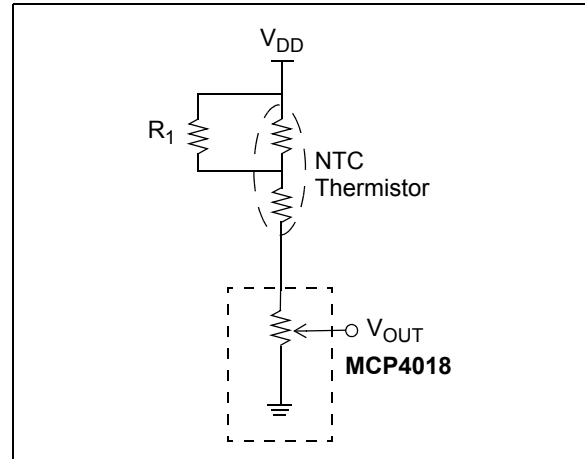 VDD
R1
NTC
Thermistor
VOUT
MCP4018